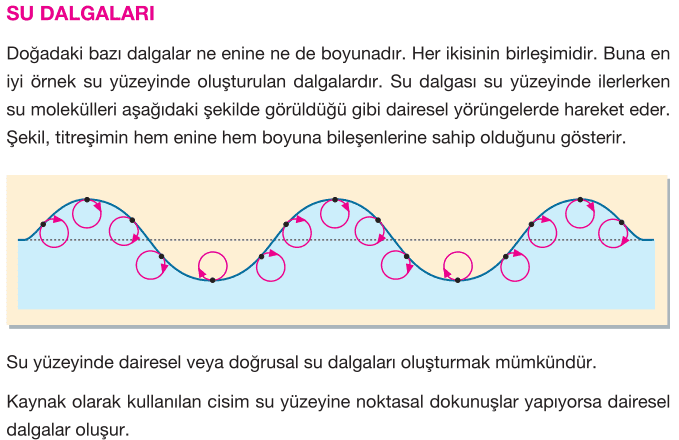 SU DALGALARI
Doğadaki bazı dalgalar ne enine ne de boyunadır. Her ikisinin birleşimidir. Buna en
iyi örnek su yüzeyinde oluşturulan dalgalardır. Su dalgası su yüzeyinde ilerlerken
su molekülleri aşağıdaki şekilde görüldüğü gibi dairesel yörüngelerde hareket eder.
Şekil, titreşimin hem enine hem boyuna bileşenlerine sahip olduğunu gösterir.
Su yüzeyinde dairesel veya doğrusal su dalgaları oluşturmak mümkündür.
Kaynak olarak kullanılan cisim su yüzeyine noktasal dokunuşlar yapıyorsa dairesel
dalgalar oluşur.